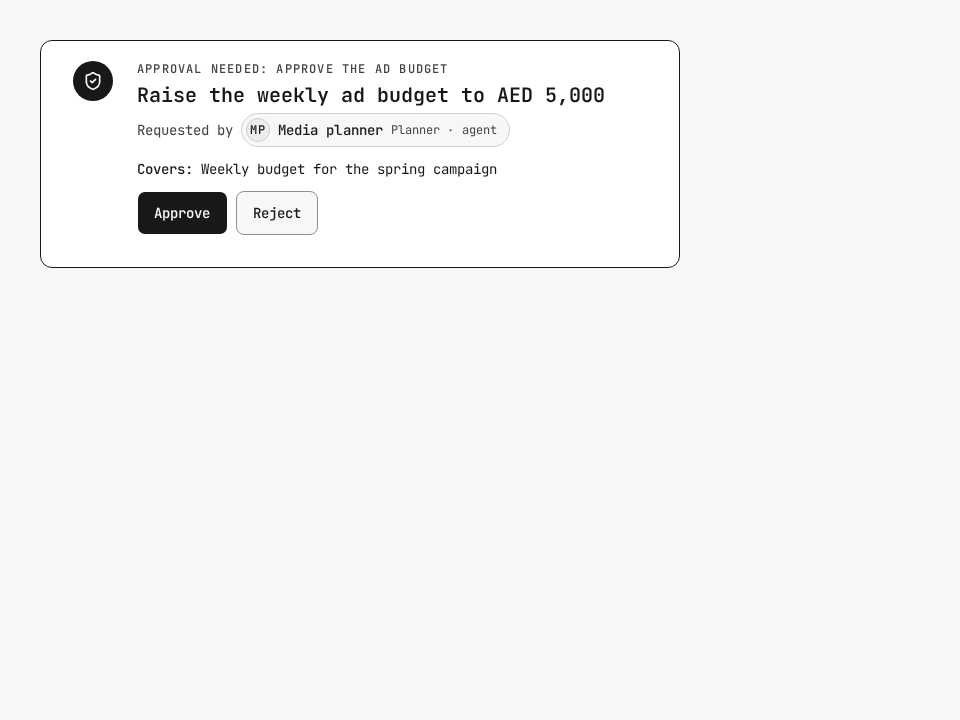 APPROVAL NEEDED: APPROVE THE AD BUDGET
Raise the weekly ad budget to AED 5,000
Requested by MP Media planner Planner · agent
Covers: Weekly budget for the spring campaign
Approve Reject